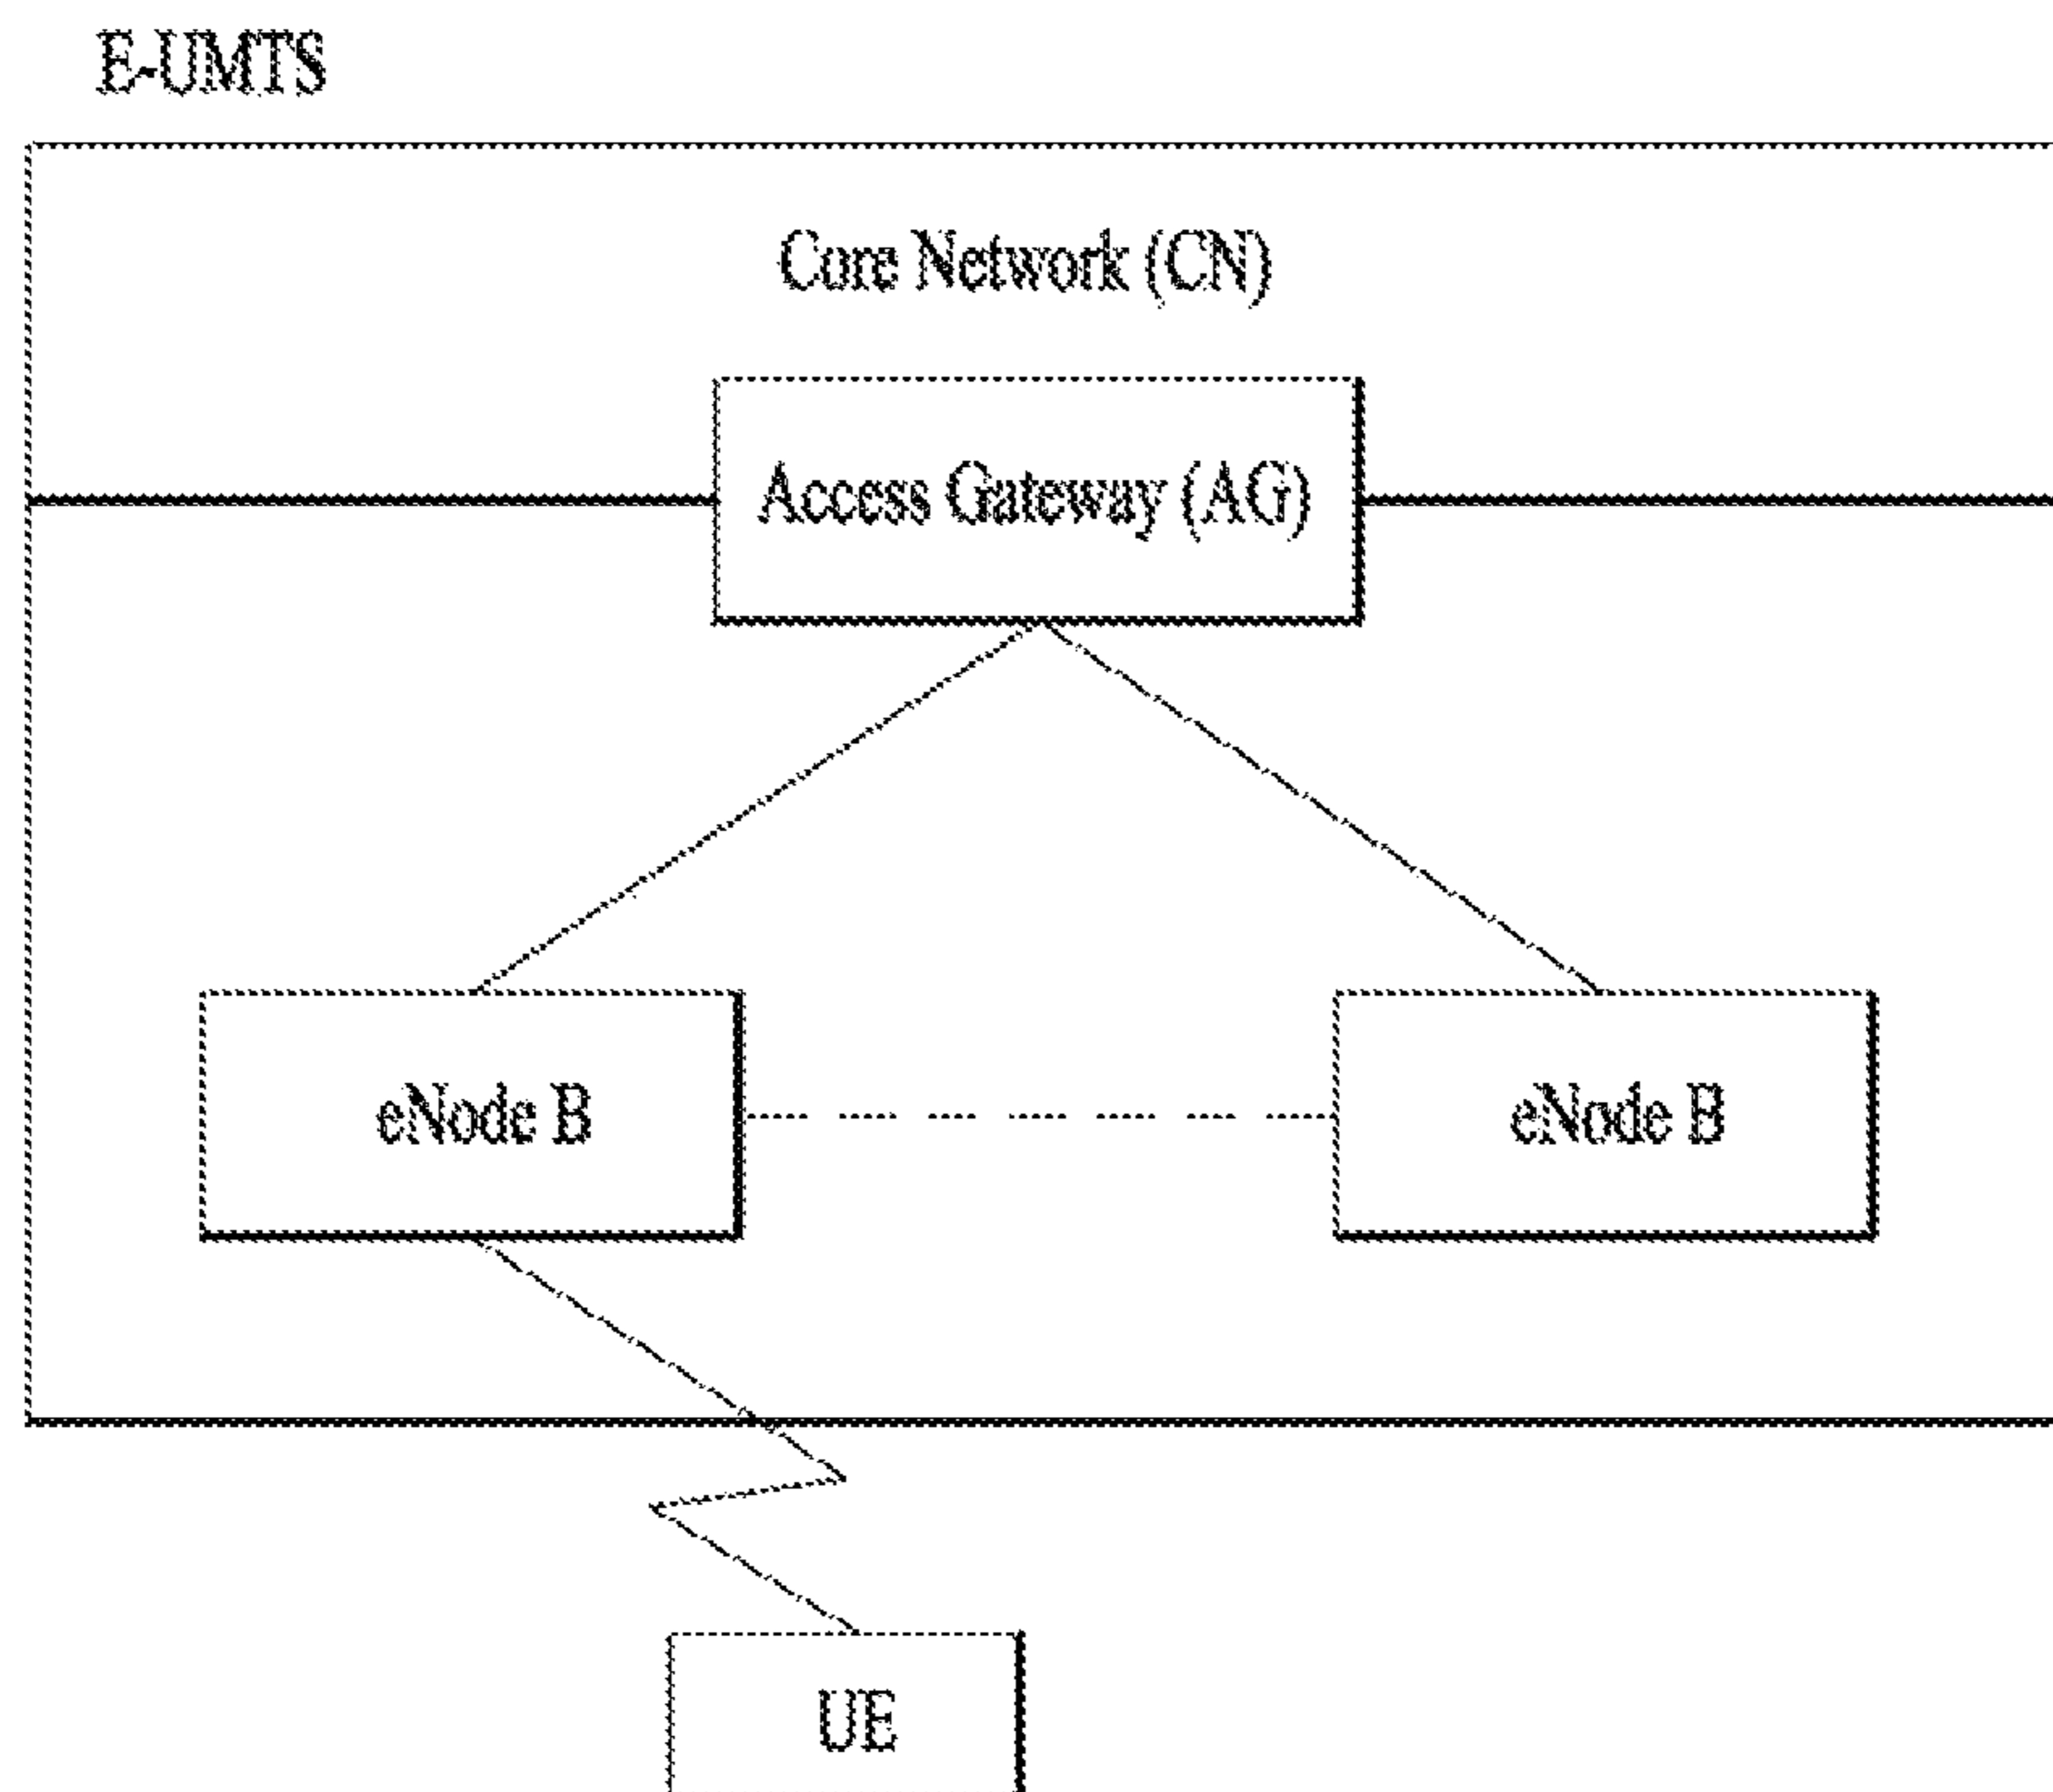 E-UMTS
Core Network (CN)
Access Gateway (AG)
eNode B
eNode B
UE